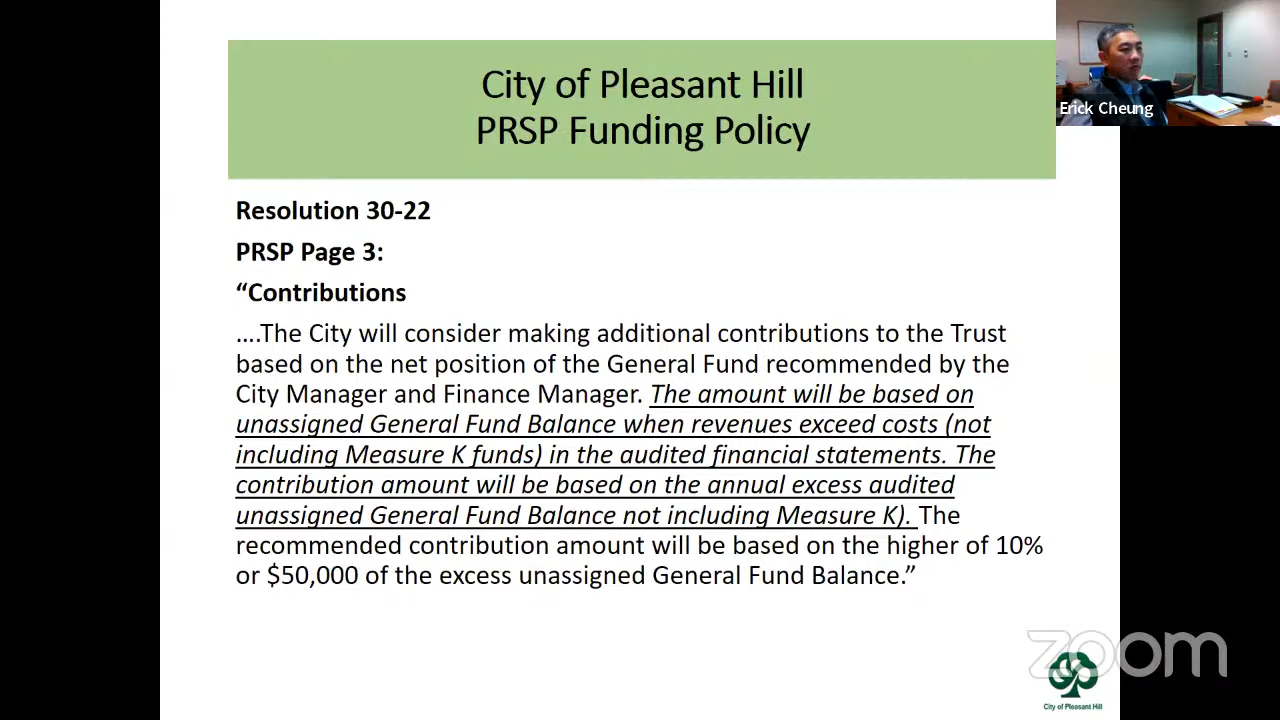 City of Pleasant Hill
PRSP Funding Policy
Erick Cheung
Resolution 30-22
PRSP Page 3:
“Contributions
….The City will consider making additional contributions to the Trust
based on the net position of the General Fund recommended by the
City Manager and Finance Manager. The amount will be based on
unassigned General Fund Balance when revenues exceed costs (not
including Measure K funds) in the audited financial statements. The
contribution amount will be based on the annual excess audited
unassigned General Fund Balance not including Measure K). The
recommended contribution amount will be based on the higher of 10%
or $50,000 of the excess unassigned General Fund Balance.”
zoom
City of Pleasant Hill